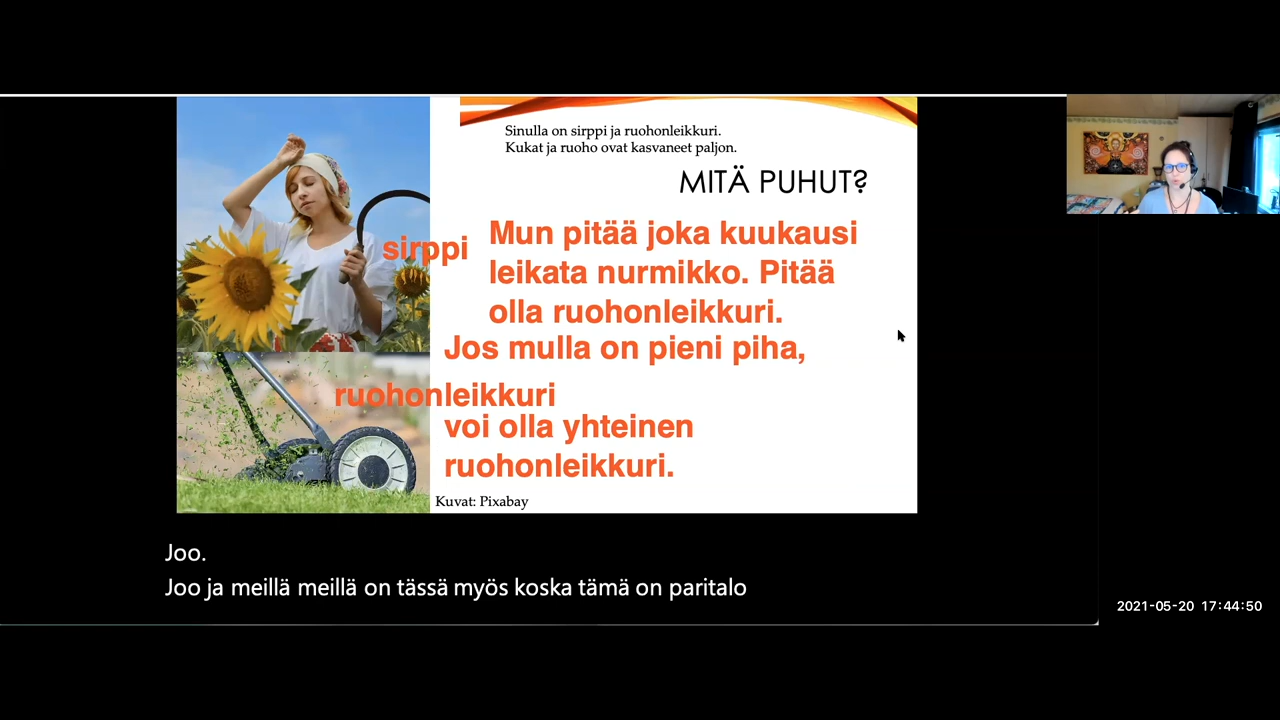 Sinulla on sirppi ja ruohonleikkuri.
Kukat ja ruoho ovat kasvaneet paljon.
MITÄ PUHUT?
sirppi
Mun pitää joka kuukausi
leikata nurmikko. Pitää
olla ruohonleikkuri.
Jos mulla on pieni piha,
ruohonleikkuri
voi olla yhteinen
ruohonleikkuri.
Kuvat: Pixabay
Joo.
Joo ja meillä meillä on tässä myös koska tämä on paritalo
2021-05-20 17:44:50